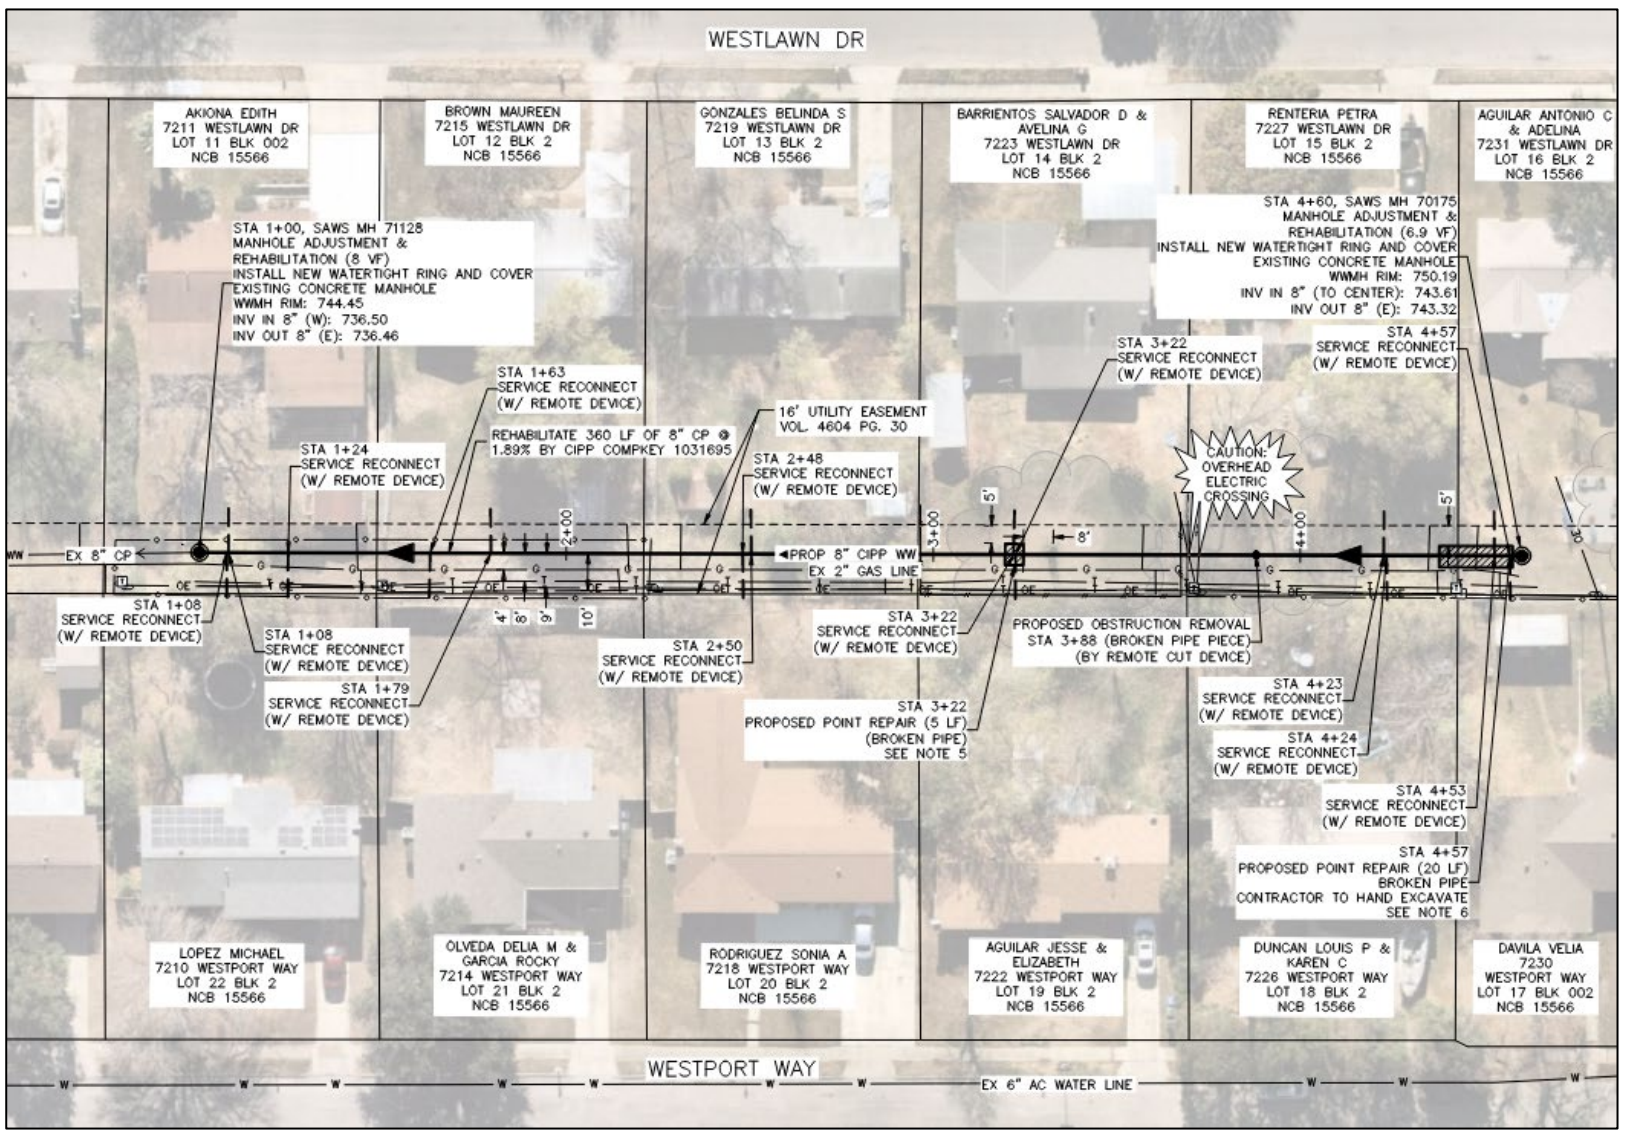 WESTLAWN DR
AKIONA EDITH
7211 WESTLAWN DR
LOT 11 BLK 002
NCB 15566
BROWN MAUREEN
7215 WESTLAWN DR
LOT 12 BLK 2
NCB 15566
GONZALES BELINDA S
7219 WESTLAWN DR
LOT 13 BLK 2
NCB 15566
BARRIENTOS SALVADOR D &
AVELINA G
7223 WESTLAWN DR
LOT 14 BLK 2
NCB 15566
RENTERIA PETRA
7227 WESTLAWN DR
LOT 15 BLK 2
NCB 15566
AGUILAR ANTONIO C
& ADELINA
7231 WESTLAWN DR
LOT 16 BLK 2
NCB 15566
STA 1+00, SAWS MH 71128
MANHOLE ADJUSTMENT &
REHABILITATION (8 VF)
INSTALL NEW WATERTIGHT RING AND COVER
EXISTING CONCRETE MANHOLE
WWMH RIM: 744.45
INV IN 8" (W): 736.50
INV OUT 8" (E): 736.46
STA 4+60, SAWS MH 70175
MANHOLE ADJUSTMENT &
REHABILITATION (6.9 VF)
INSTALL NEW WATERTIGHT RING AND COVER
EXISTING CONCRETE MANHOLE
WWMH RIM: 750.19
INV IN 8" (TO CENTER): 743.61
INV OUT 8" (E): 743.32
STA 4+57
SERVICE RECONNECT
(W/ REMOTE DEVICE)
STA 3+22
SERVICE RECONNECT
(W/ REMOTE DEVICE)
STA 1+63
SERVICE RECONNECT
(W/ REMOTE DEVICE)
16' UTILITY EASEMENT
VOL. 4604 PG. 30
REHABILITATE 360 LF OF 8" CP @
1.89% BY CIPP COMPKEY 1031695
STA 1+24
SERVICE RECONNECT
(W/ REMOTE DEVICE)
STA 2+48
SERVICE RECONNECT
(W/ REMOTE DEVICE)
CAUTION:
OVERHEAD
ELECTRIC
CROSSING
5'
5'
8'
30
2+00
3+00
4+00
WW
EX 8" CP
PROP 8" CIPP WW
EX 2" GAS LINE
G G G G G G G
OE T OE T OE T OE T OE
4'
8'
9'
10'
STA 1+08
SERVICE RECONNECT
(W/ REMOTE DEVICE)
STA 1+08
SERVICE RECONNECT
(W/ REMOTE DEVICE)
STA 1+79
SERVICE RECONNECT
(W/ REMOTE DEVICE)
STA 2+50
SERVICE RECONNECT
(W/ REMOTE DEVICE)
STA 3+22
SERVICE RECONNECT
(W/ REMOTE DEVICE)
PROPOSED OBSTRUCTION REMOVAL
STA 3+88 (BROKEN PIPE PIECE)
(BY REMOTE CUT DEVICE)
STA 3+22
PROPOSED POINT REPAIR (5 LF)
(BROKEN PIPE)
SEE NOTE 5
STA 4+23
SERVICE RECONNECT
(W/ REMOTE DEVICE)
STA 4+24
SERVICE RECONNECT
(W/ REMOTE DEVICE)
STA 4+53
SERVICE RECONNECT
(W/ REMOTE DEVICE)
STA 4+57
PROPOSED POINT REPAIR (20 LF)
BROKEN PIPE
CONTRACTOR TO HAND EXCAVATE
SEE NOTE 6
LOPEZ MICHAEL
7210 WESTPORT WAY
LOT 22 BLK 2
NCB 15566
OLVEDA DELIA M &
GARCIA ROCKY
7214 WESTPORT WAY
LOT 21 BLK 2
NCB 15566
RODRIGUEZ SONIA A
7218 WESTPORT WAY
LOT 20 BLK 2
NCB 15566
AGUILAR JESSE &
ELIZABETH
7222 WESTPORT WAY
LOT 19 BLK 2
NCB 15566
DUNCAN LOUIS P &
KAREN C
7226 WESTPORT WAY
LOT 18 BLK 2
NCB 15566
DAVILA VELIA
7230
WESTPORT WAY
LOT 17 BLK 002
NCB 15566
WESTPORT WAY
W W W W W W W EX 6" AC WATER LINE W W W